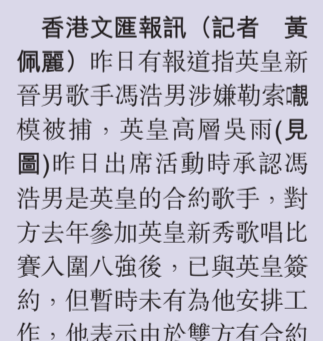 香港文匯報訊（記者　黃
佩麗）昨日有報道指英皇新
晉男歌手馮浩男涉嫌勒索嚫
模被捕，英皇高層吳雨(見
圖)昨日出席活動時承認馮
浩男是英皇的合約歌手，對
方去年參加英皇新秀歌唱比
賽入圍八強後，已與英皇簽
約，但暫時未有為他安排工
作，他表示由於雙方有合約